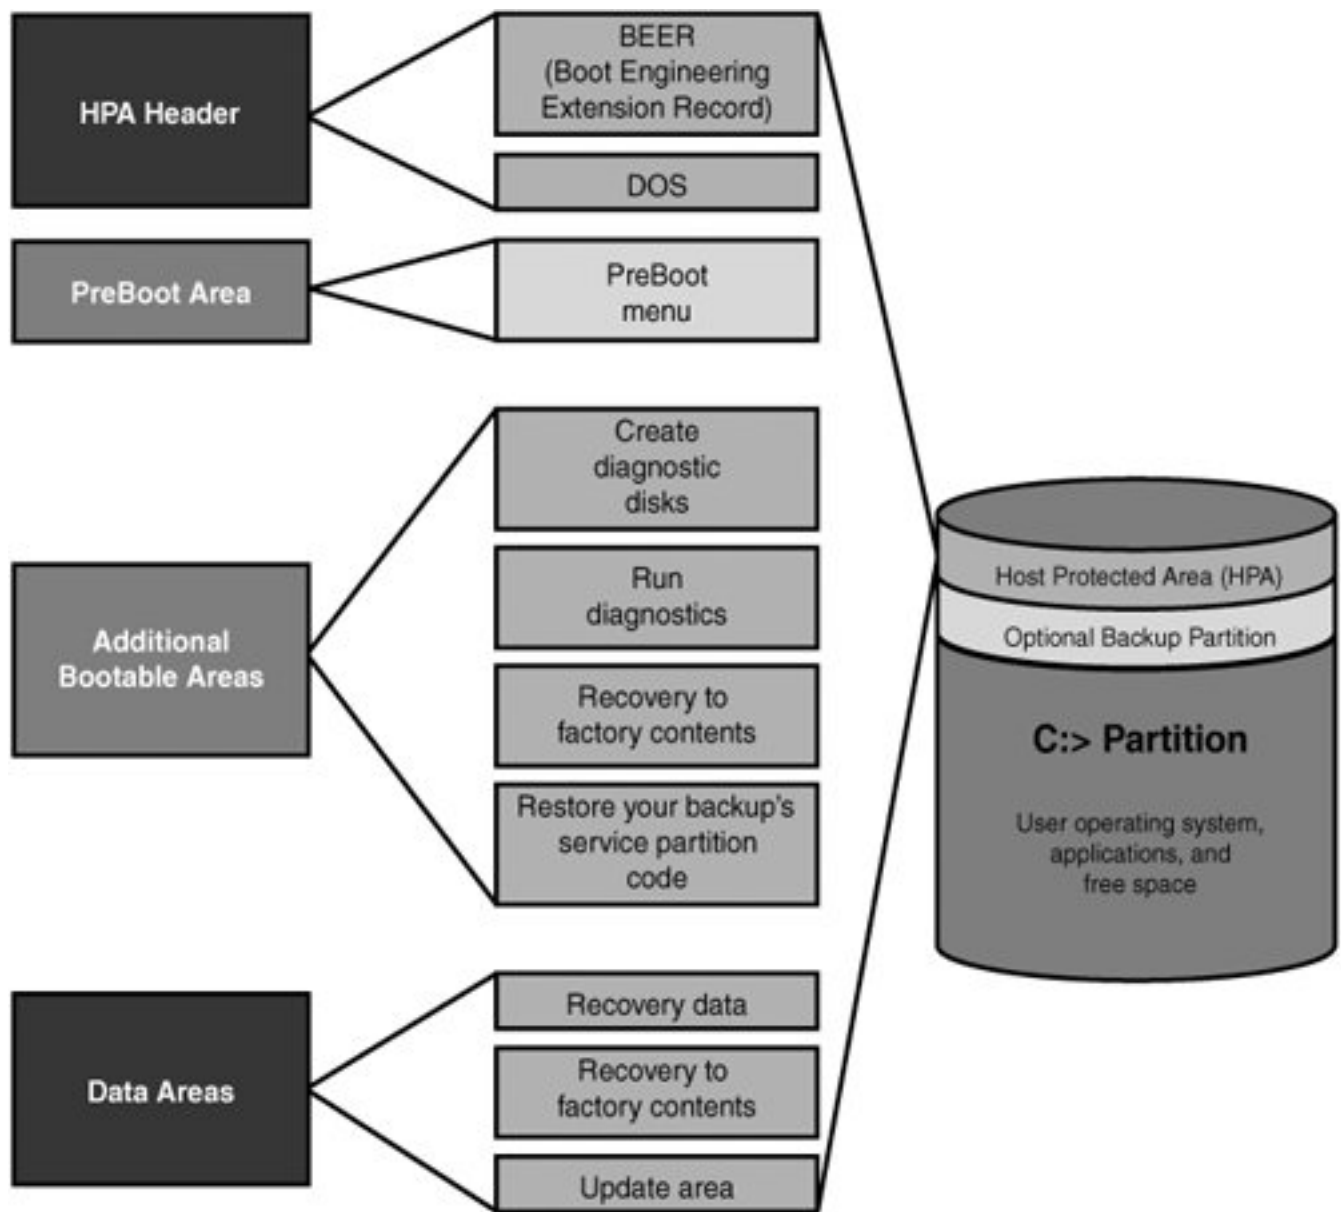 HPA Header
BEER
(Boot Engineering
Extension Record)
DOS
PreBoot Area
PreBoot
menu
Additional
Bootable Areas
Create
diagnostic
disks
Run
diagnostics
Recovery to
factory contents
Restore your backup's
service partition
code
Data Areas
Recovery data
Recovery to
factory contents
Update area
Host Protected Area (HPA)
Optional Backup Partition
C:> Partition
User operating system,
applications, and
free space